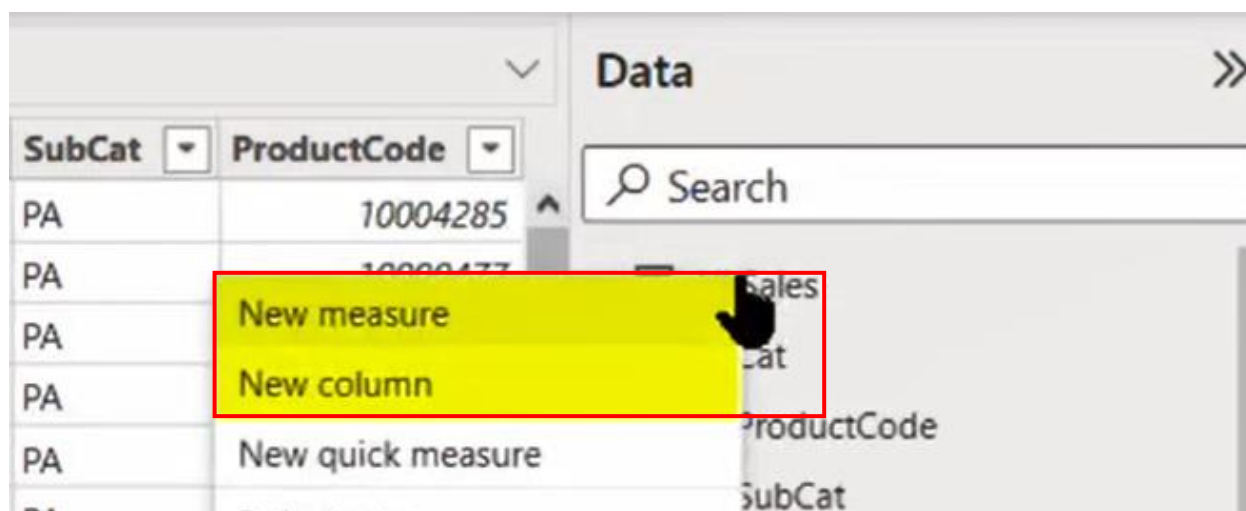 Data
SubCat ProductCode
Search
PA 10004285
PA
Sales
New measure
PA
Cat
PA New column
ProductCode
PA New quick measure
SubCat